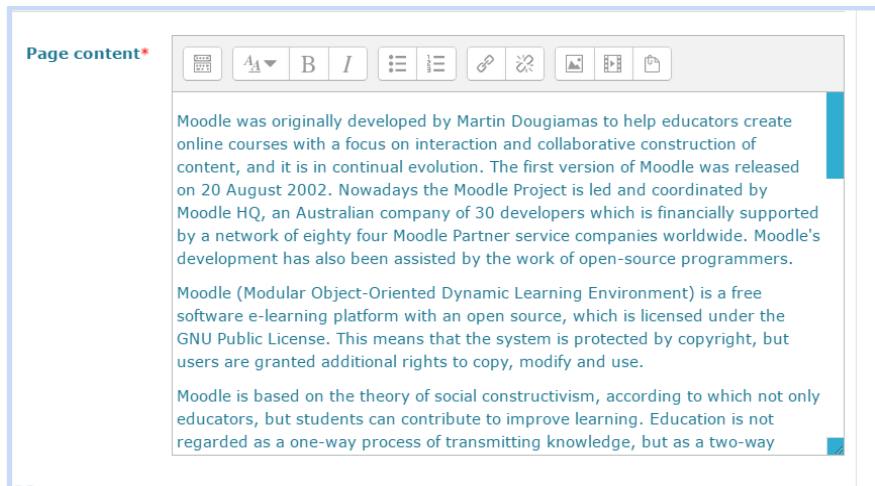 Page content*
Moodle was originally developed by Martin Dougiamas to help educators create
online courses with a focus on interaction and collaborative construction of
content, and it is in continual evolution. The first version of Moodle was released
on 20 August 2002. Nowadays the Moodle Project is led and coordinated by
Moodle HQ, an Australian company of 30 developers which is financially supported
by a network of eighty four Moodle Partner service companies worldwide. Moodle's
development has also been assisted by the work of open-source programmers.
Moodle (Modular Object-Oriented Dynamic Learning Environment) is a free
software e-learning platform with an open source, which is licensed under the
GNU Public License. This means that the system is protected by copyright, but
users are granted additional rights to copy, modify and use.
Moodle is based on the theory of social constructivism, according to which not only
educators, but students can contribute to improve learning. Education is not
regarded as a one-way process of transmitting knowledge, but as a two-way